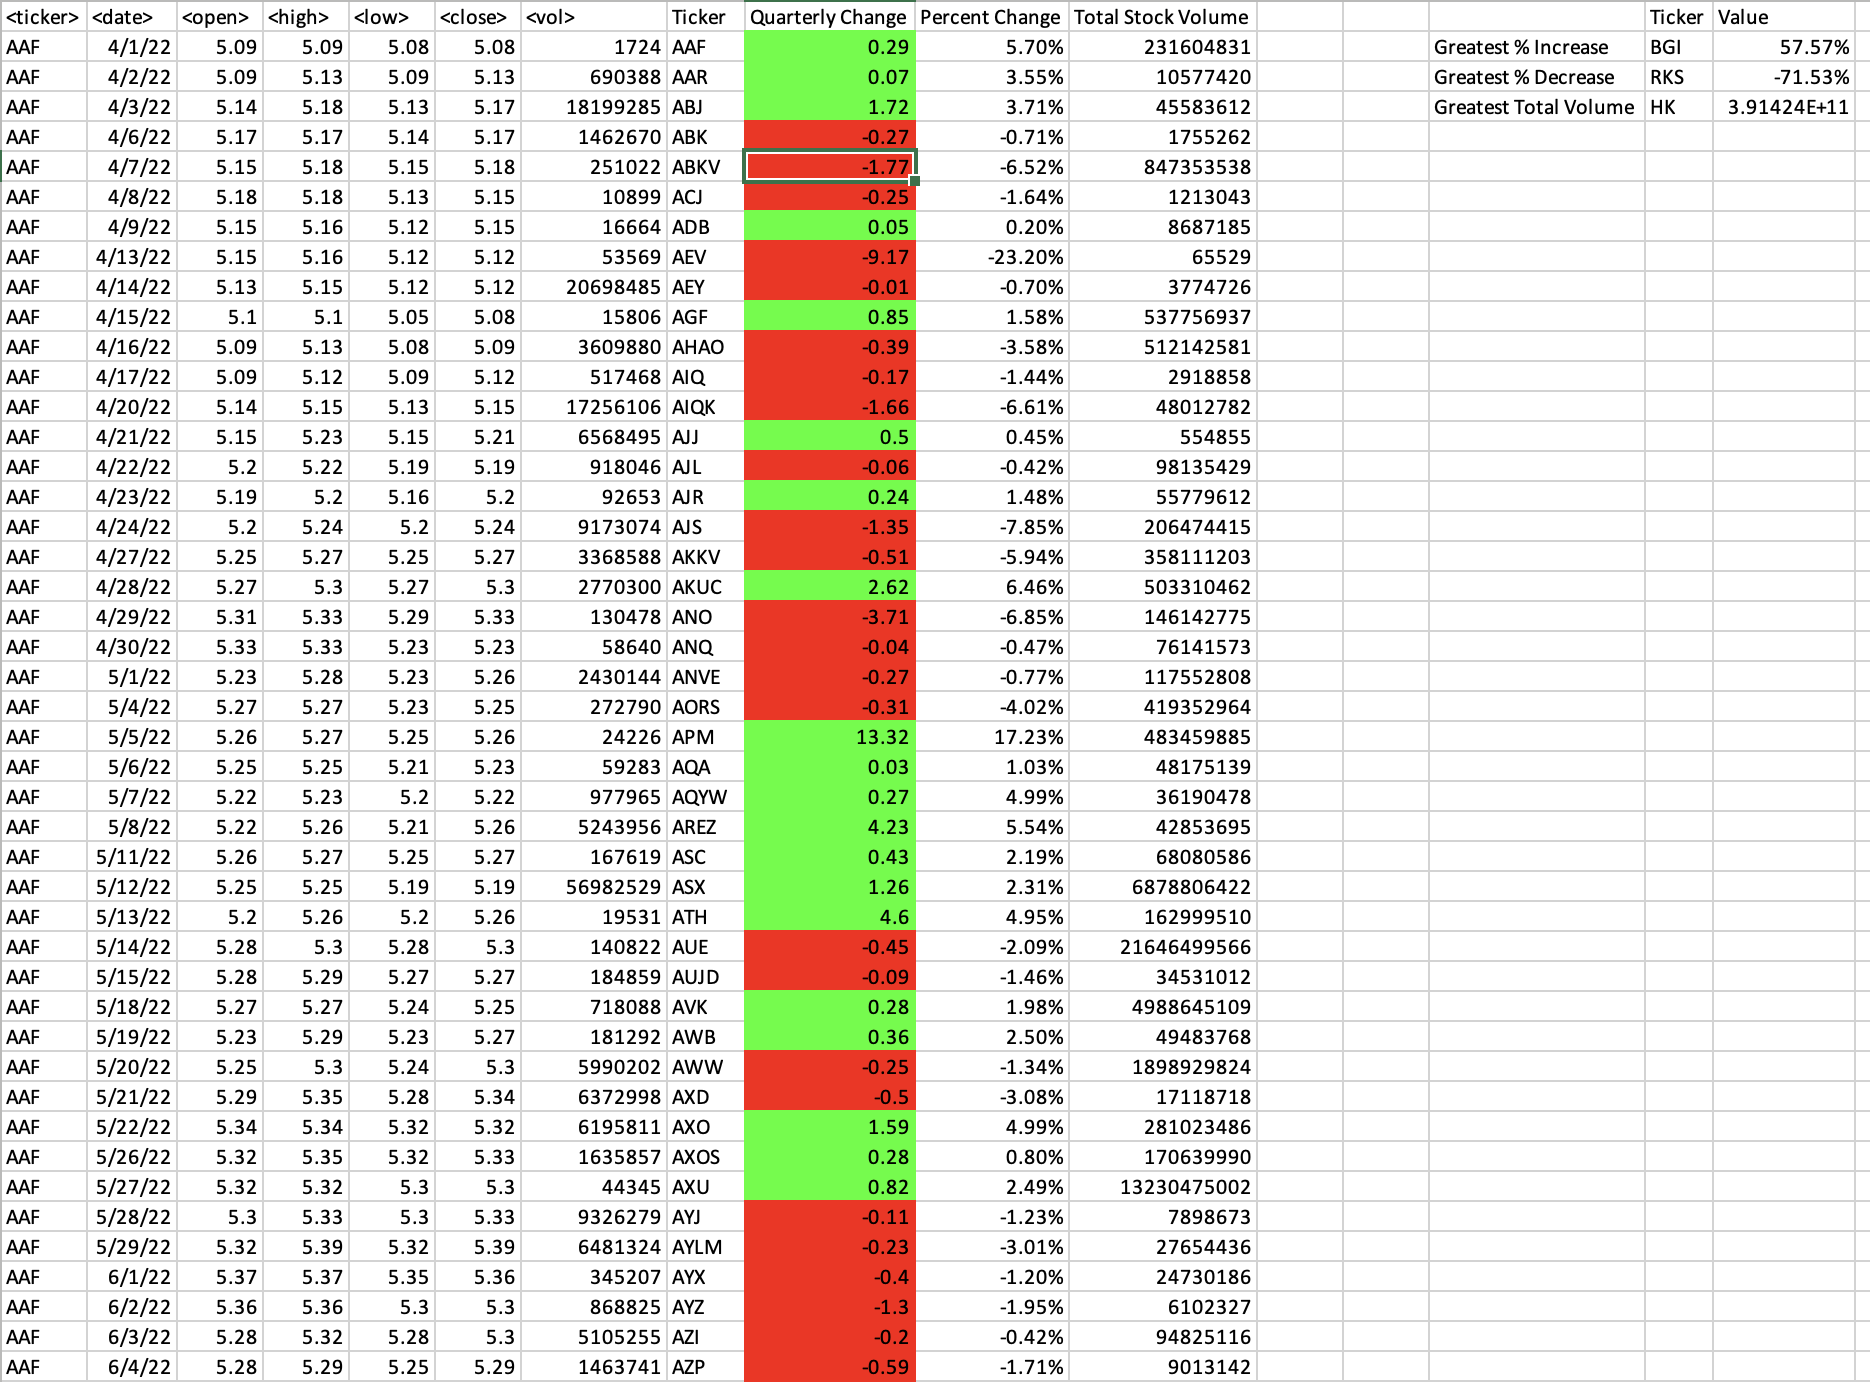 <ticker> <date> <open> <high> <low> <close> <vol> Ticker Quarterly Change Percent Change Total Stock Volume Ticker Value
AAF 4/1/22 5.09 5.09 5.08 5.08 1724 AAF 0.29 5.70% 231604831 Greatest % Increase BGI 57.57%
AAF 4/2/22 5.09 5.13 5.09 5.13 690388 AAR 0.07 3.55% 10577420 Greatest % Decrease RKS -71.53%
AAF 4/3/22 5.14 5.18 5.13 5.17 18199285 ABJ 1.72 3.71% 45583612 Greatest Total Volume HK 3.91424E+11
AAF 4/6/22 5.17 5.17 5.14 5.17 1462670 ABK -0.27 -0.71% 1755262
AAF 4/7/22 5.15 5.18 5.15 5.18 251022 ABKV -1.77 -6.52% 847353538
AAF 4/8/22 5.18 5.18 5.13 5.15 10899 ACJ -0.25 -1.64% 1213043
AAF 4/9/22 5.15 5.16 5.12 5.15 16664 ADB 0.05 0.20% 8687185
AAF 4/13/22 5.15 5.16 5.12 5.12 53569 AEV -9.17 -23.20% 65529
AAF 4/14/22 5.13 5.15 5.12 5.12 20698485 AEY -0.01 -0.70% 3774726
AAF 4/15/22 5.1 5.1 5.05 5.08 15806 AGF 0.85 1.58% 537756937
AAF 4/16/22 5.09 5.13 5.08 5.09 3609880 AHAO -0.39 -3.58% 512142581
AAF 4/17/22 5.09 5.12 5.09 5.12 517468 AIQ -0.17 -1.44% 2918858
AAF 4/20/22 5.14 5.15 5.13 5.15 17256106 AIQK -1.66 -6.61% 48012782
AAF 4/21/22 5.15 5.23 5.15 5.21 6568495 AJJ 0.5 0.45% 554855
AAF 4/22/22 5.2 5.22 5.19 5.19 918046 AJL -0.06 -0.42% 98135429
AAF 4/23/22 5.19 5.2 5.16 5.2 92653 AJR 0.24 1.48% 55779612
AAF 4/24/22 5.2 5.24 5.2 5.24 9173074 AJS -1.35 -7.85% 206474415
AAF 4/27/22 5.25 5.27 5.25 5.27 3368588 AKKV -0.51 -5.94% 358111203
AAF 4/28/22 5.27 5.3 5.27 5.3 2770300 AKUC 2.62 6.46% 503310462
AAF 4/29/22 5.31 5.33 5.29 5.33 130478 ANO -3.71 -6.85% 146142775
AAF 4/30/22 5.33 5.33 5.23 5.23 58640 ANQ -0.04 -0.47% 76141573
AAF 5/1/22 5.23 5.28 5.23 5.26 2430144 ANVE -0.27 -0.77% 117552808
AAF 5/4/22 5.27 5.27 5.23 5.25 272790 AORS -0.31 -4.02% 419352964
AAF 5/5/22 5.26 5.27 5.25 5.26 24226 APM 13.32 17.23% 483459885
AAF 5/6/22 5.25 5.25 5.21 5.23 59283 AQA 0.03 1.03% 48175139
AAF 5/7/22 5.22 5.23 5.2 5.22 977965 AQYW 0.27 4.99% 36190478
AAF 5/8/22 5.22 5.26 5.21 5.26 5243956 AREZ 4.23 5.54% 42853695
AAF 5/11/22 5.26 5.27 5.25 5.27 167619 ASC 0.43 2.19% 68080586
AAF 5/12/22 5.25 5.25 5.19 5.19 56982529 ASX 1.26 2.31% 6878806422
AAF 5/13/22 5.2 5.26 5.2 5.26 19531 ATH 4.6 4.95% 162999510
AAF 5/14/22 5.28 5.3 5.28 5.3 140822 AUE -0.45 -2.09% 21646499566
AAF 5/15/22 5.28 5.29 5.27 5.27 184859 AUJD -0.09 -1.46% 34531012
AAF 5/18/22 5.27 5.27 5.24 5.25 718088 AVK 0.28 1.98% 4988645109
AAF 5/19/22 5.23 5.29 5.23 5.27 181292 AWB 0.36 2.50% 49483768
AAF 5/20/22 5.25 5.3 5.24 5.3 5990202 AWW -0.25 -1.34% 1898929824
AAF 5/21/22 5.29 5.35 5.28 5.34 6372998 AXD -0.5 -3.08% 17118718
AAF 5/22/22 5.34 5.34 5.32 5.32 6195811 AXO 1.59 4.99% 281023486
AAF 5/26/22 5.32 5.35 5.32 5.33 1635857 AXOS 0.28 0.80% 170639990
AAF 5/27/22 5.32 5.32 5.3 5.3 44345 AXU 0.82 2.49% 13230475002
AAF 5/28/22 5.3 5.33 5.3 5.33 9326279 AYJ -0.11 -1.23% 7898673
AAF 5/29/22 5.32 5.39 5.32 5.39 6481324 AYLM -0.23 -3.01% 27654436
AAF 6/1/22 5.37 5.37 5.35 5.36 345207 AYX -0.4 -1.20% 24730186
AAF 6/2/22 5.36 5.36 5.3 5.3 868825 AYZ -1.3 -1.95% 6102327
AAF 6/3/22 5.28 5.32 5.28 5.3 5105255 AZI -0.2 -0.42% 94825116
AAF 6/4/22 5.28 5.29 5.25 5.29 1463741 AZP -0.59 -1.71% 9013142